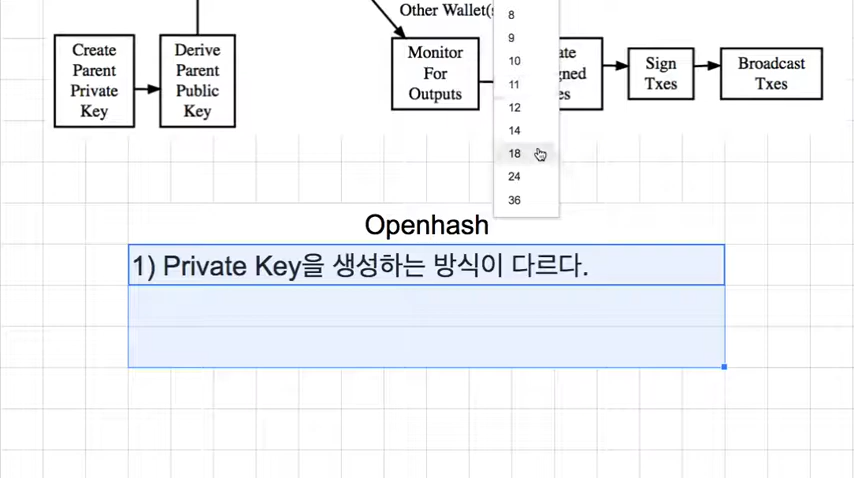 Other Wallet(s
Create
Parent
Private
Key
Derive
Parent
Public
Key
Monitor
For
Outputs
Sign
Txes
Broadcast
Txes
8
9
10
11
12
14
18
24
36
Openhash
1) Private Key을 생성하는 방식이 다르다.